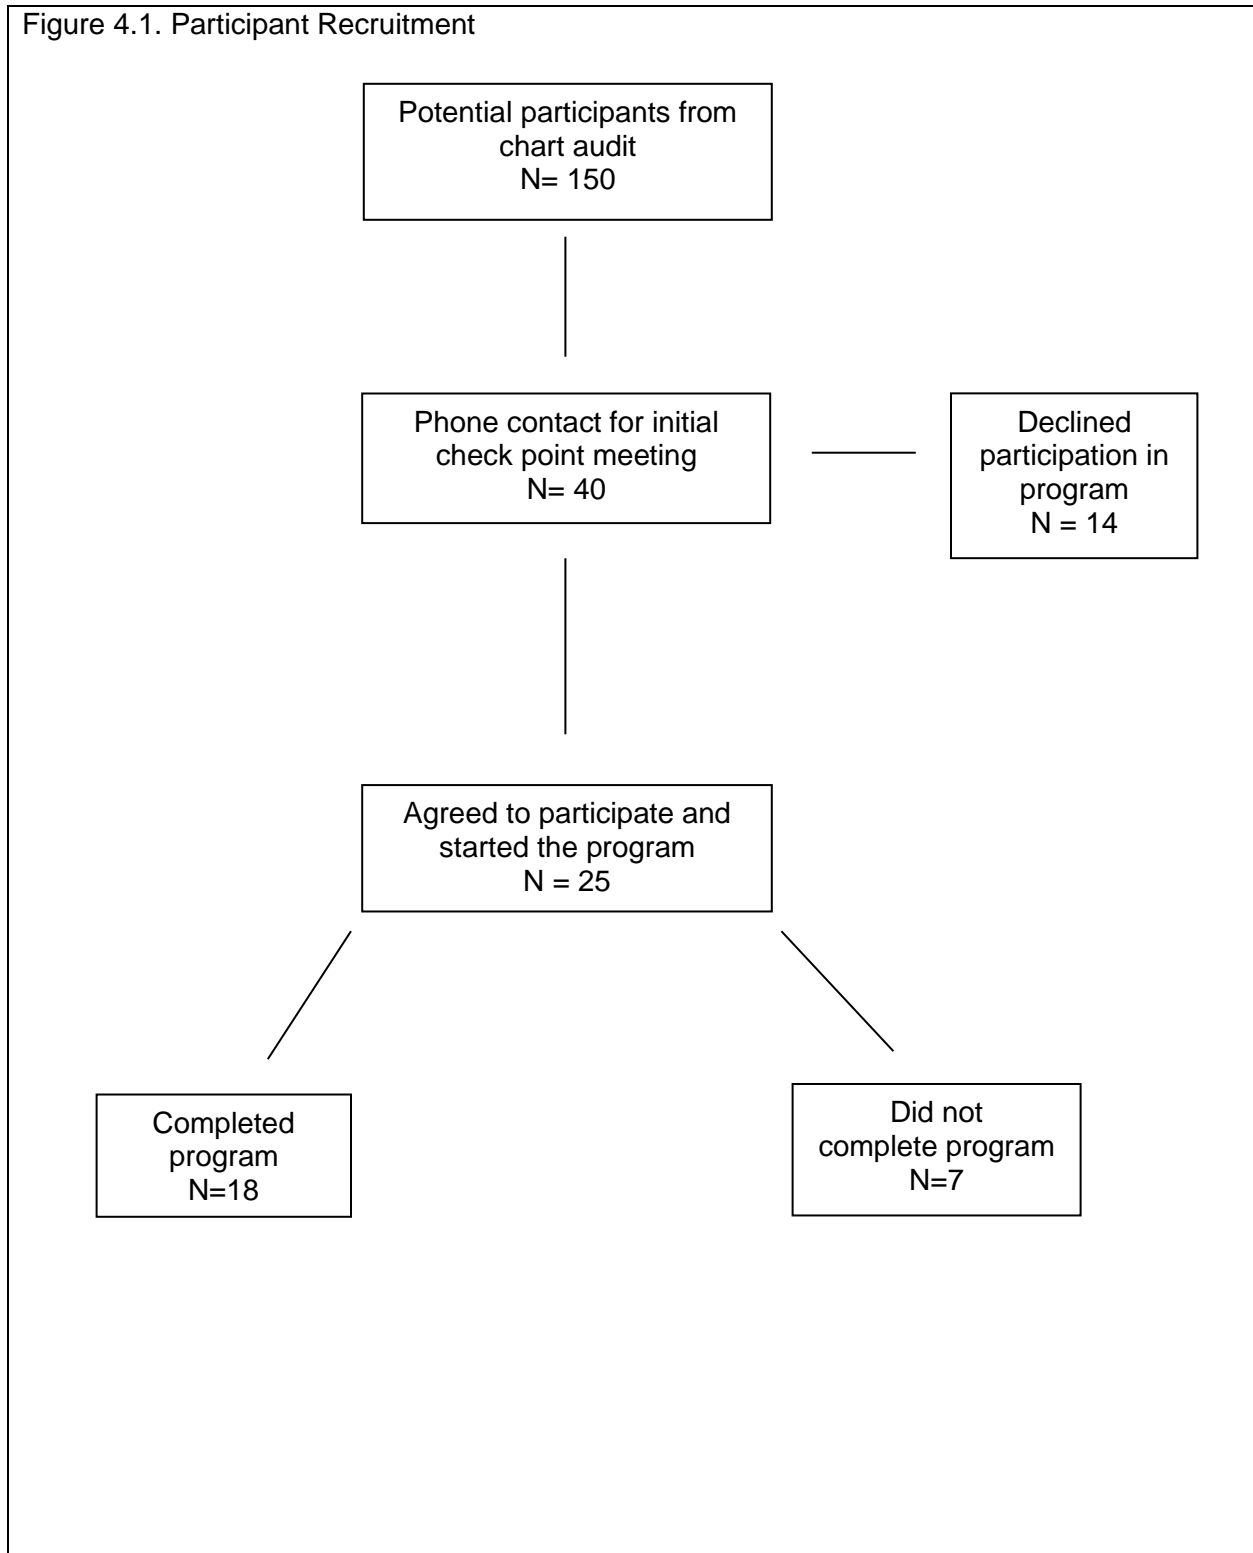 Figure 4.1. Participant Recruitment
Potential participants from
chart audit
N= 150
Phone contact for initial
check point meeting
N= 40
Declined
participation in
program
N = 14
Agreed to participate and
started the program
N = 25
Completed
program
N=18
Did not
complete program
N=7